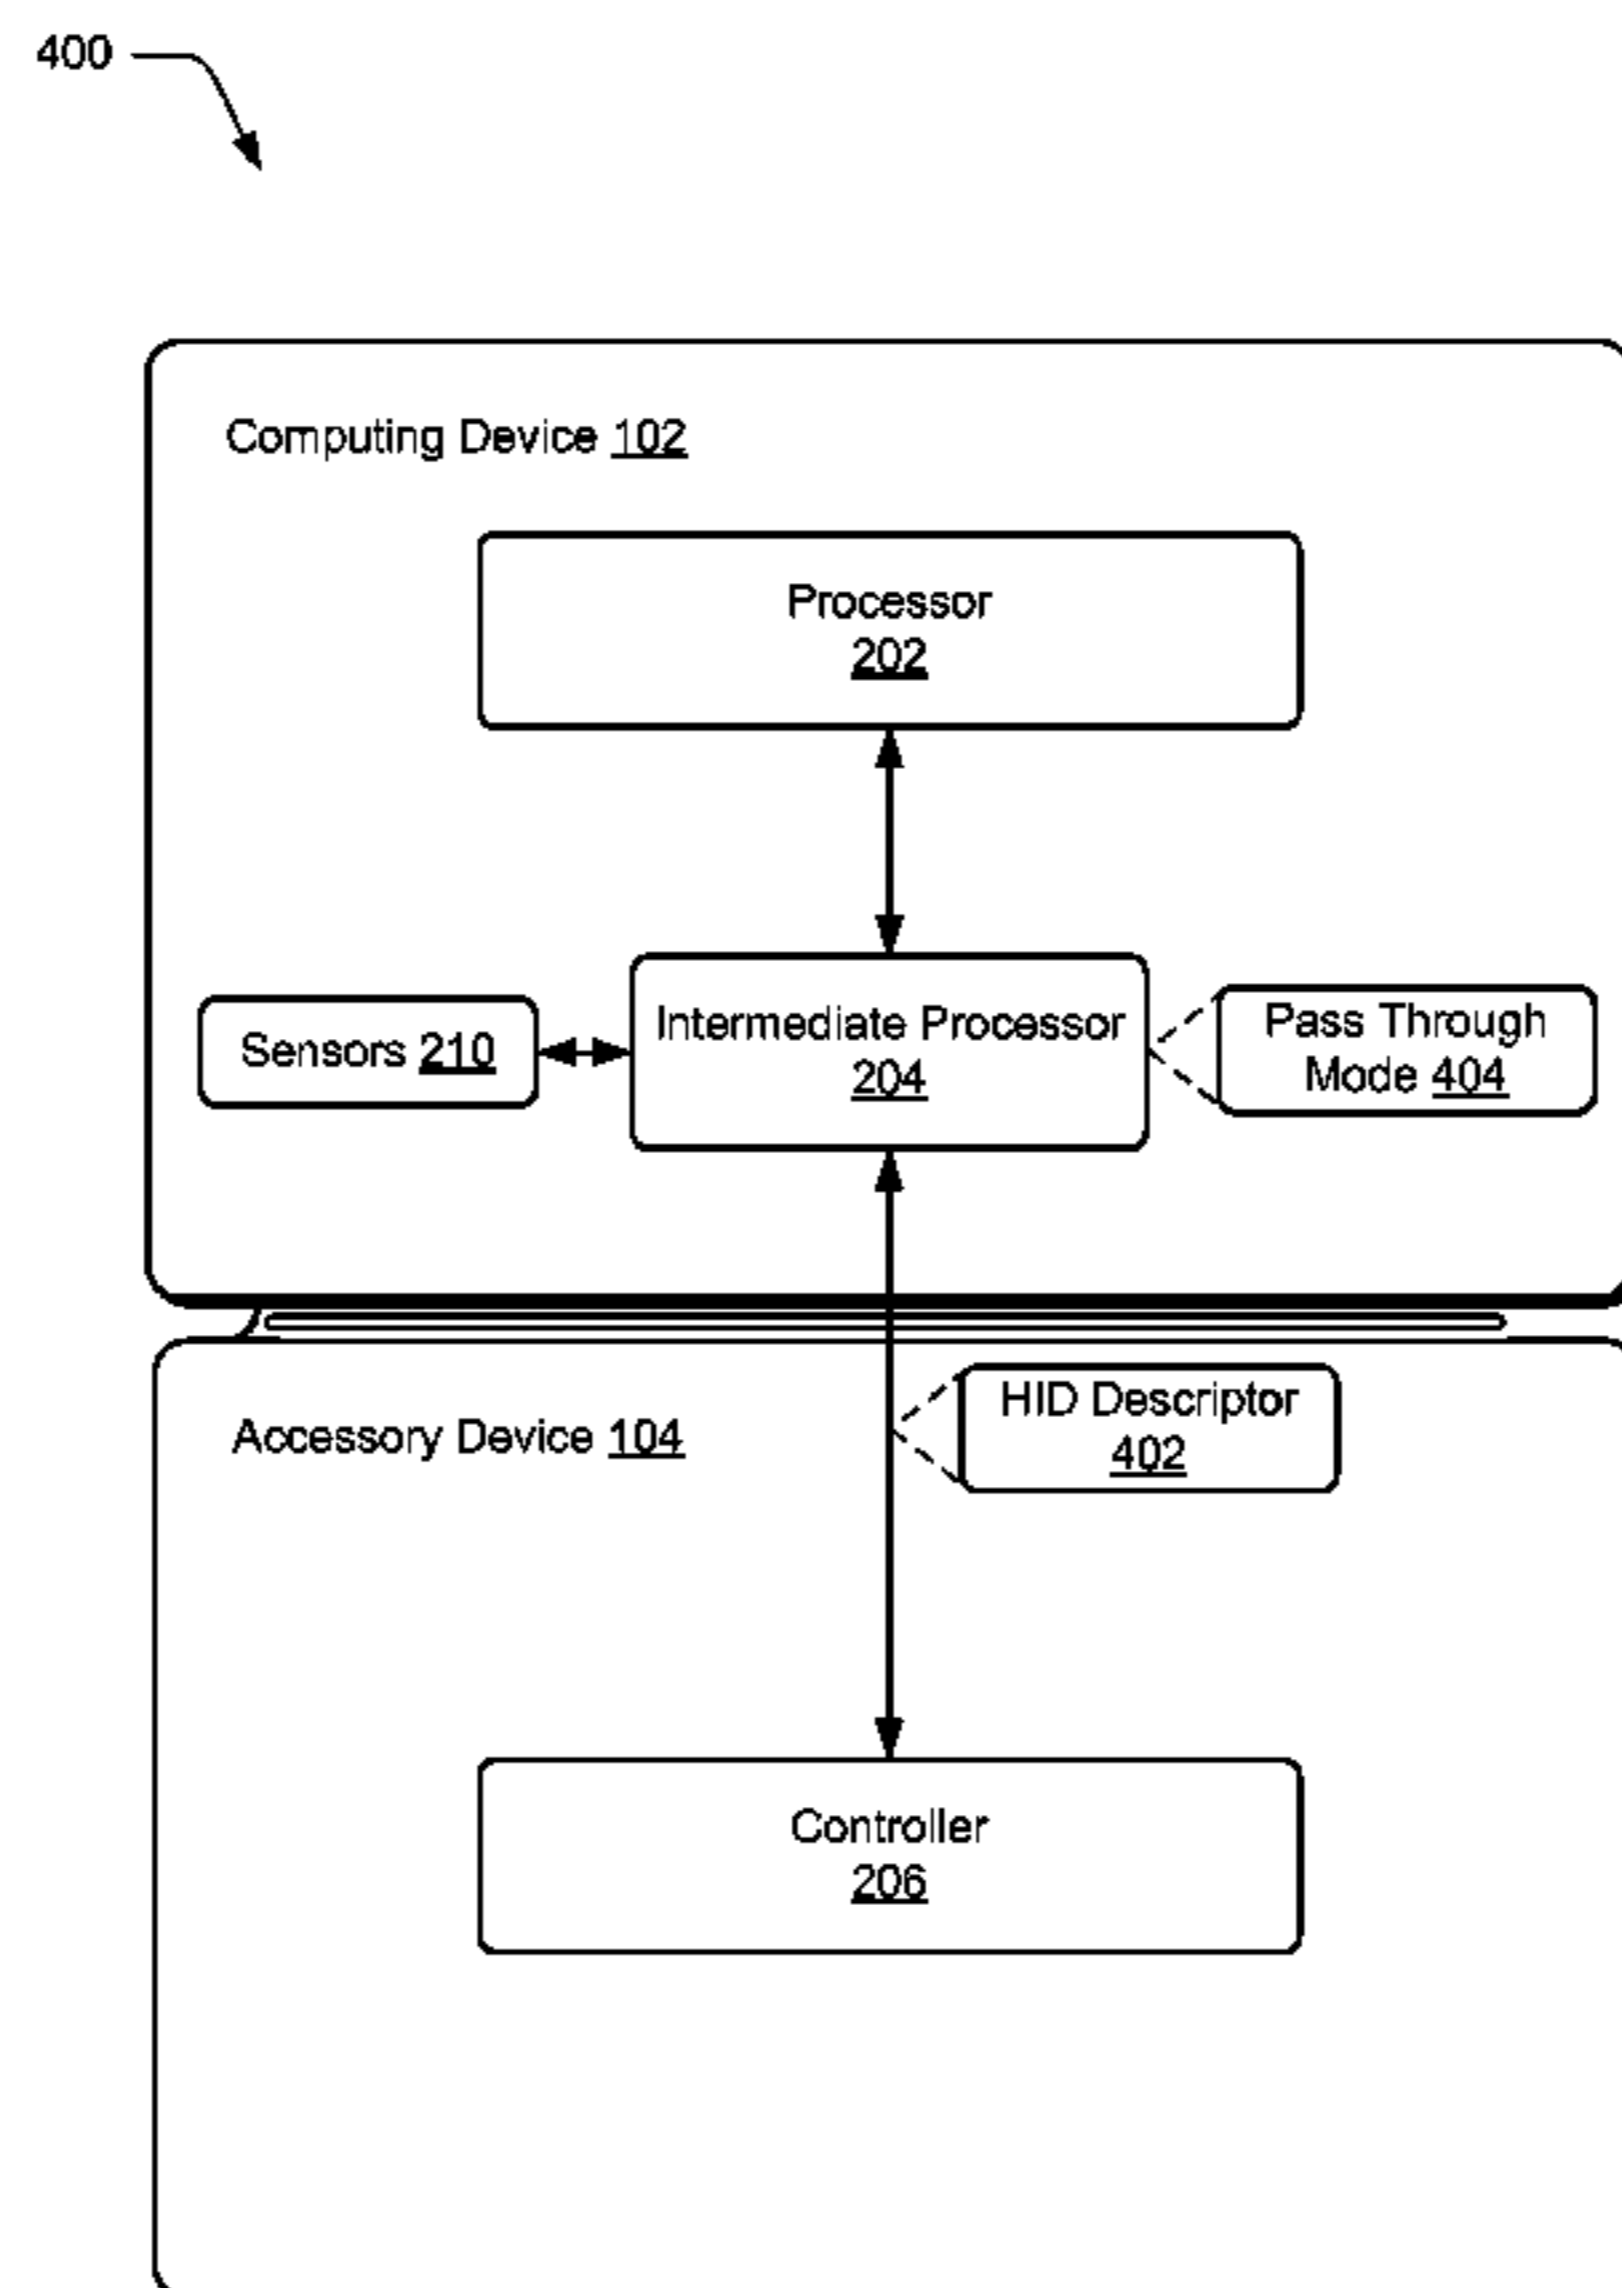 400
Computing Device 102
Processor
202
Sensors 210
Intermediate Processor
204
Pass Through
Mode 404
HID Descriptor
402
Accessory Device 104
Controller
206